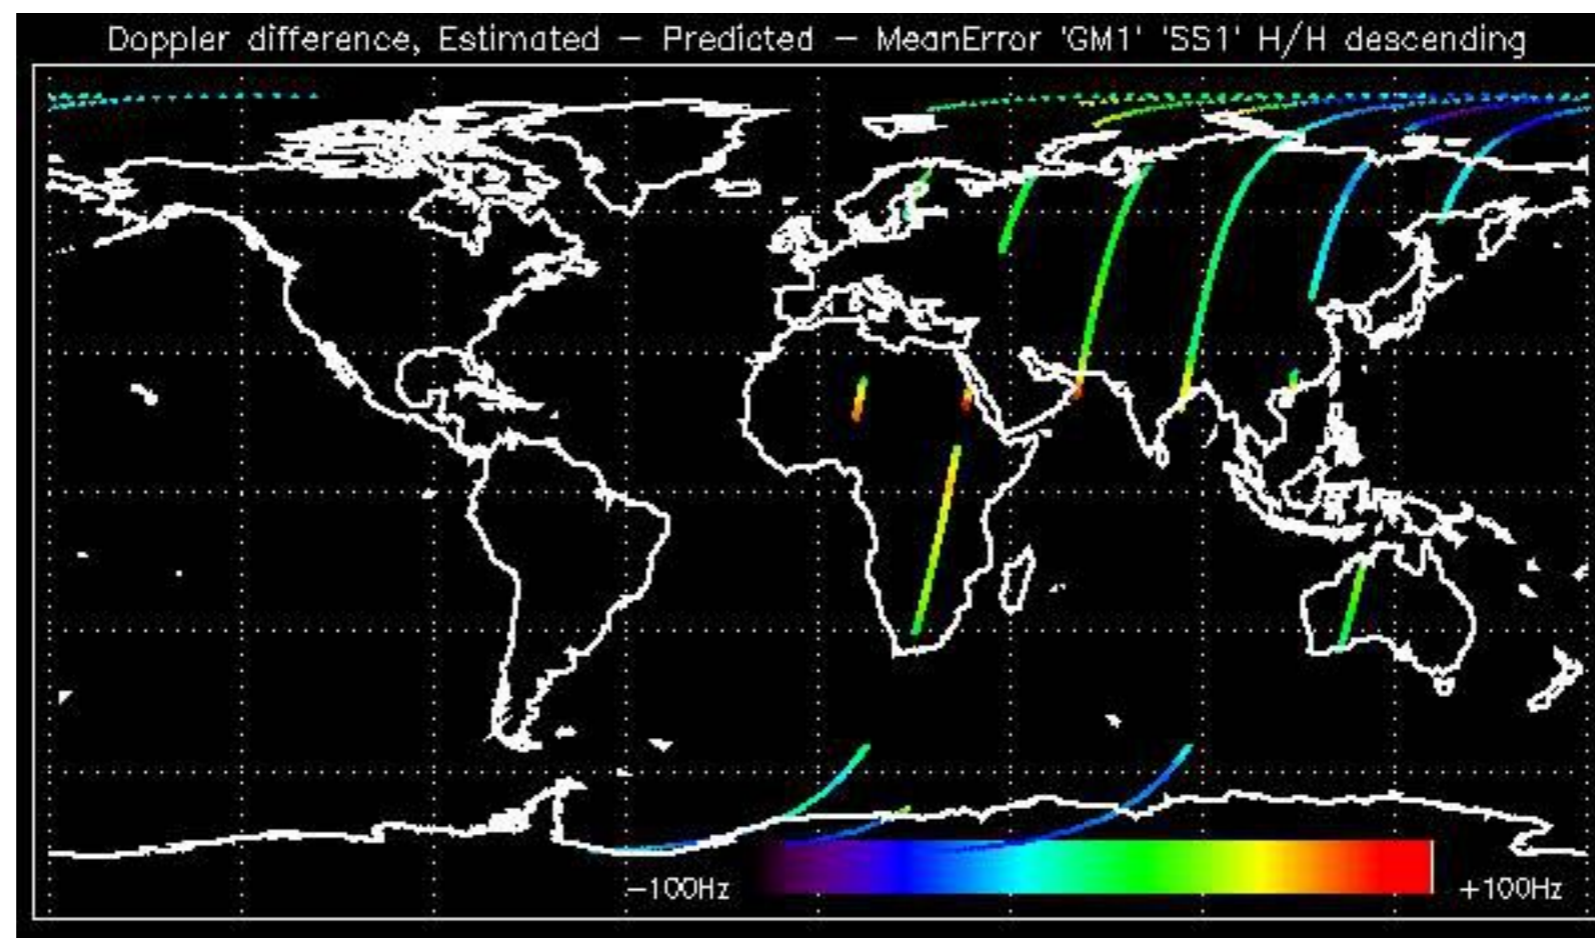 Doppler difference, Estimated – Predicted – MeanError 'GM1' 'SS1' H/H descending
–100Hz +100Hz